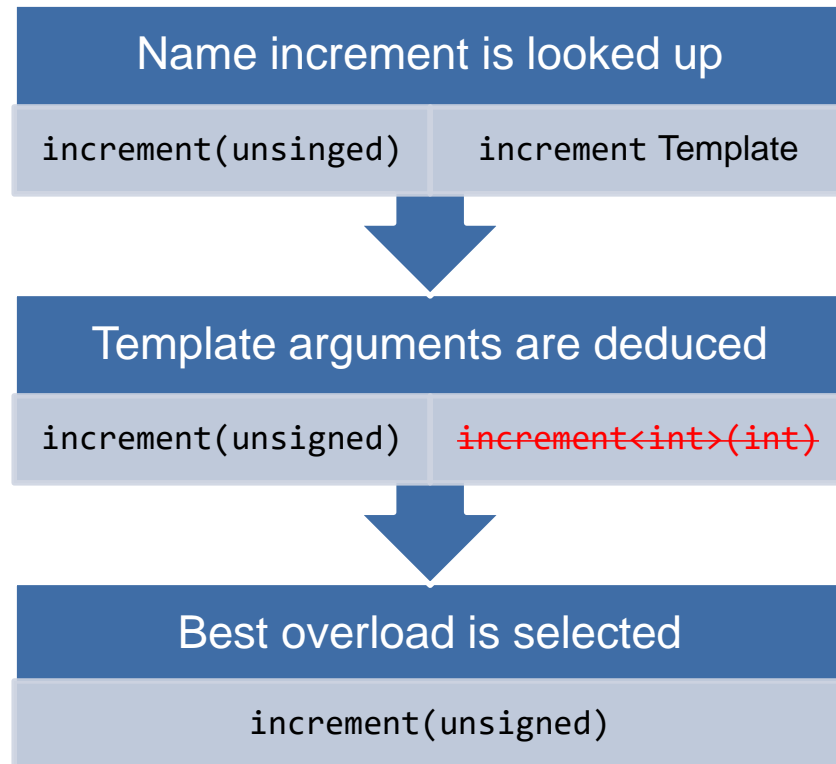 Name increment is looked up
increment(unsinged) increment Template
Template arguments are deduced
increment(unsigned) increment<int>(int)
Best overload is selected
increment(unsigned)